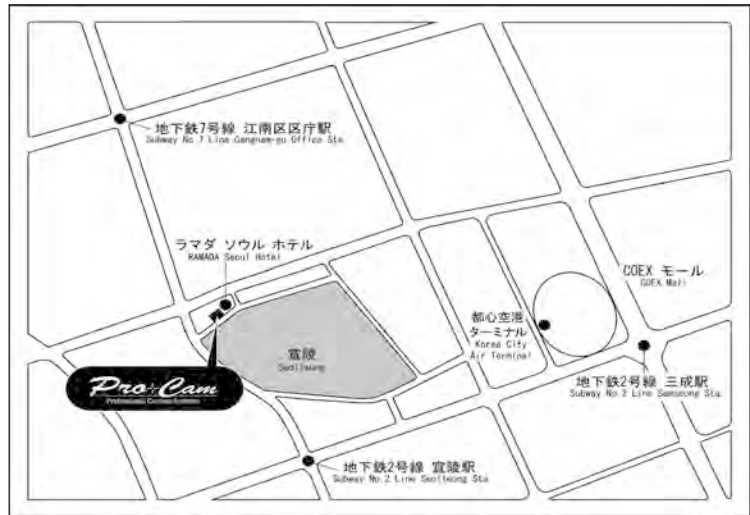 地下鉄7号線 江南区区庁駅
Subway No.7 Line Gangnam-gu Office Sta.
ラマダ ソウル ホテル
RAMADA Seoul Hotel
COEX モール
COEX Mall
都心空港
ターミナル
Korea City
Air Terminal
宣陵
Seolleung
地下鉄2号線 三成駅
Subway No.2 Line Samseong Sta.
Pro Cam
Professional
地下鉄2号線 宣陵駅
Subway No.2 Line Seolleung Sta.